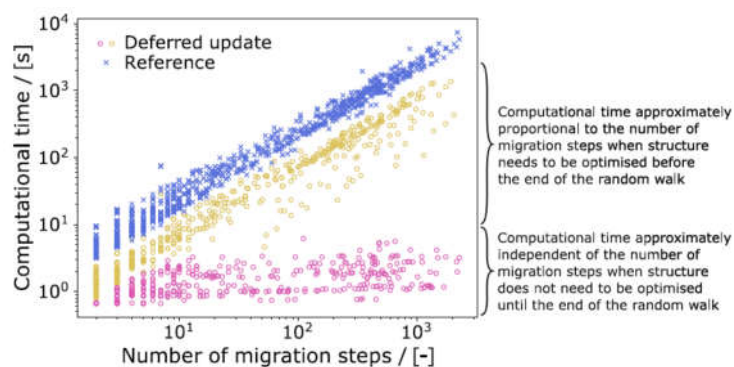 Computational time / [s]
10⁴
10³
10²
10¹
10⁰
Deferred update
Reference
10¹
10²
10³
Number of migration steps / [-]
Computational time approximately
proportional to the number of
migration steps when structure
needs to be optimised before
the end of the random walk
Computational time approximately
independent of the number of
migration steps when structure
does not need to be optimised
until the end of the random walk